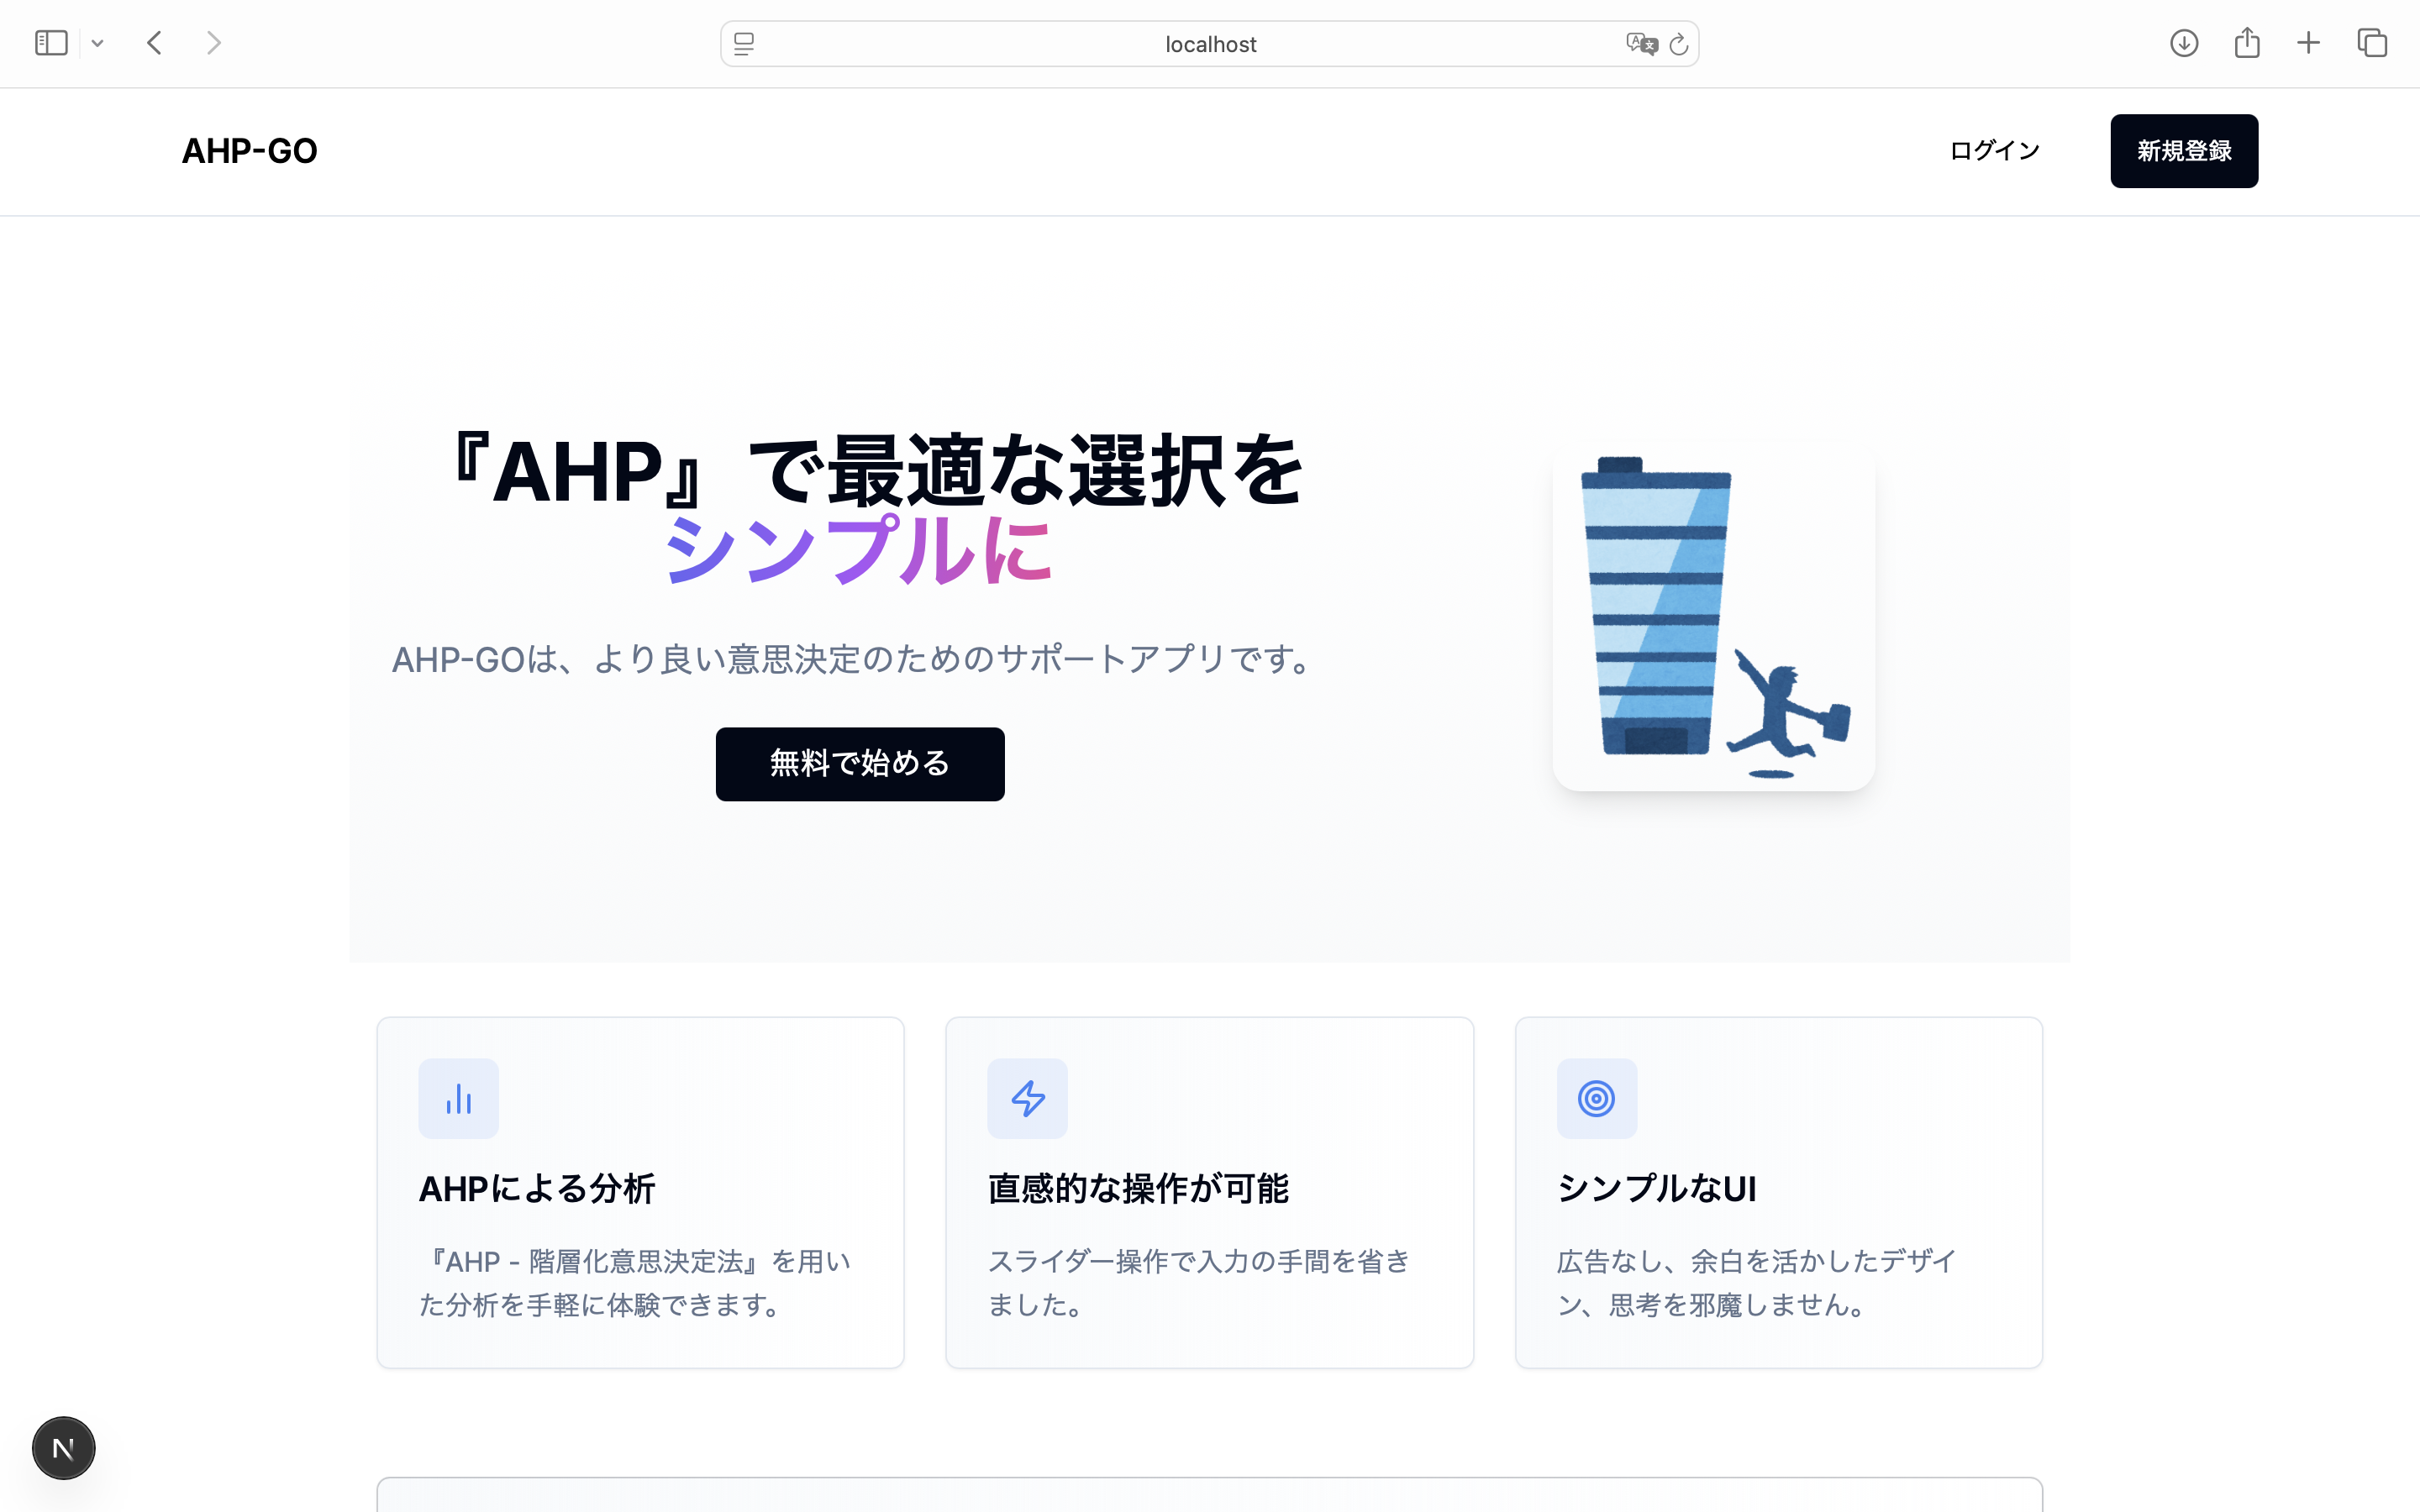 localhost
AHP-GO
ログイン
新規登録
『AHP』で最適な選択を
シンプルに
AHP-GOは、より良い意思決定のためのサポートアプリです。
無料で始める
AHPによる分析
『AHP - 階層化意思決定法』を用い
た分析を手軽に体験できます。
直感的な操作が可能
スライダー操作で入力の手間を省き
ました。
シンプルなUI
広告なし、余白を活かしたデザイ
ン、思考を邪魔しません。
N